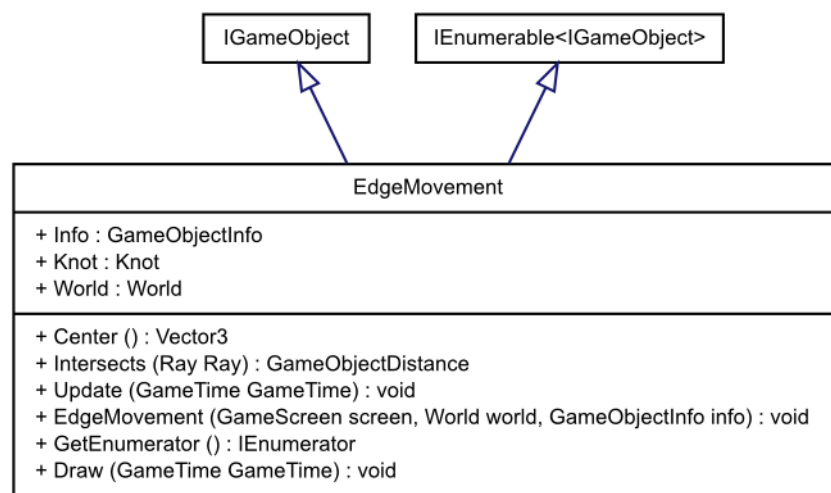 IGameObject
IEnumerable<IGameObject>
EdgeMovement
+ Info : GameObjectInfo
+ Knot : Knot
+ World : World
+ Center () : Vector3
+ Intersects (Ray Ray) : GameObjectDistance
+ Update (GameTime GameTime) : void
+ EdgeMovement (GameScreen screen, World world, GameObjectInfo info) : void
+ GetEnumerator () : IEnumerator
+ Draw (GameTime GameTime) : void